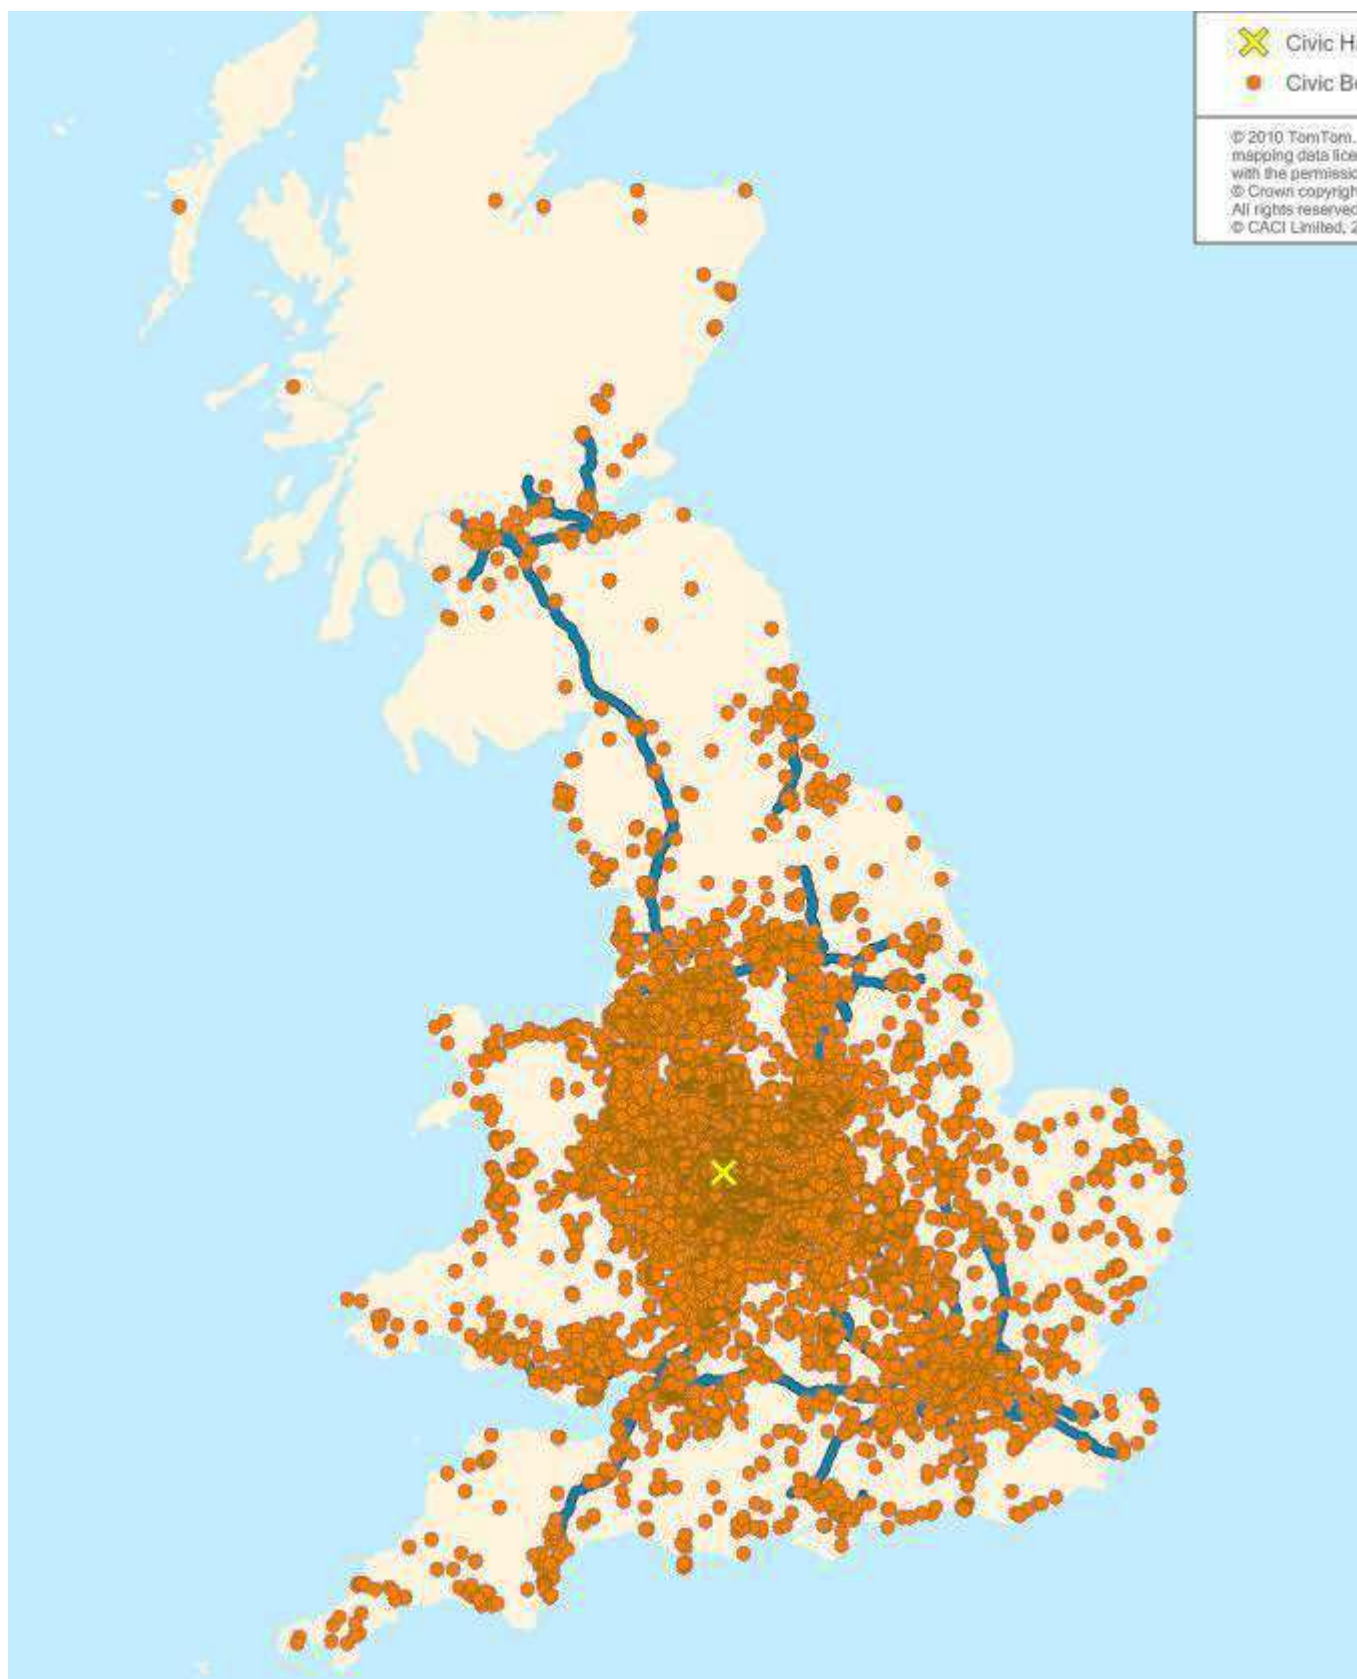 Civic H
Civic B
© 2010 TomTom.
mapping data lice
with the permissio
© Crown copyrigh
All rights reserved
© CACI Limited, 2